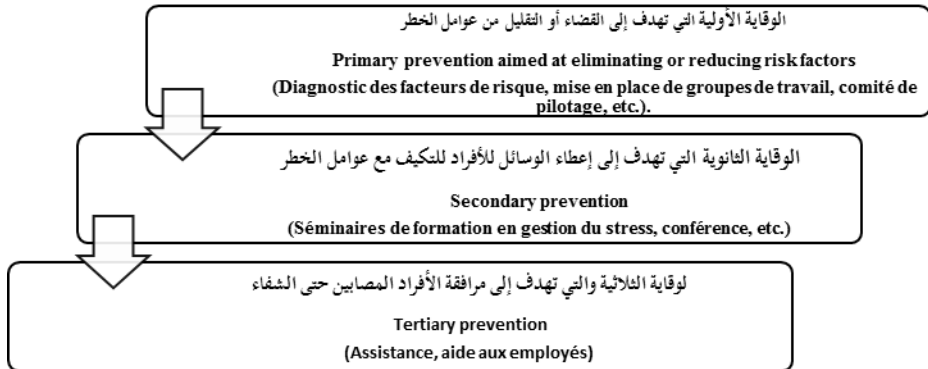 الوقاية الأولية التي تهدف إلى القضاء أو التقليل من عوامل الخطر
Primary prevention aimed at eliminating or reducing risk factors
(Diagnostic des facteurs de risque, mise en place de groupes de travail, comité de
pilotage, etc.).
الوقاية الثانوية التي تهدف إلى إعطاء الوسائل للأفراد للتكيف مع عوامل الخطر
Secondary prevention
(Séminaires de formation en gestion du stress, conférence, etc.)
لوقاية الثلاثية والتي تهدف إلى مرافقة الأفراد المصابين حتى الشفاء
Tertiary prevention
(Assistance, aide aux employés)